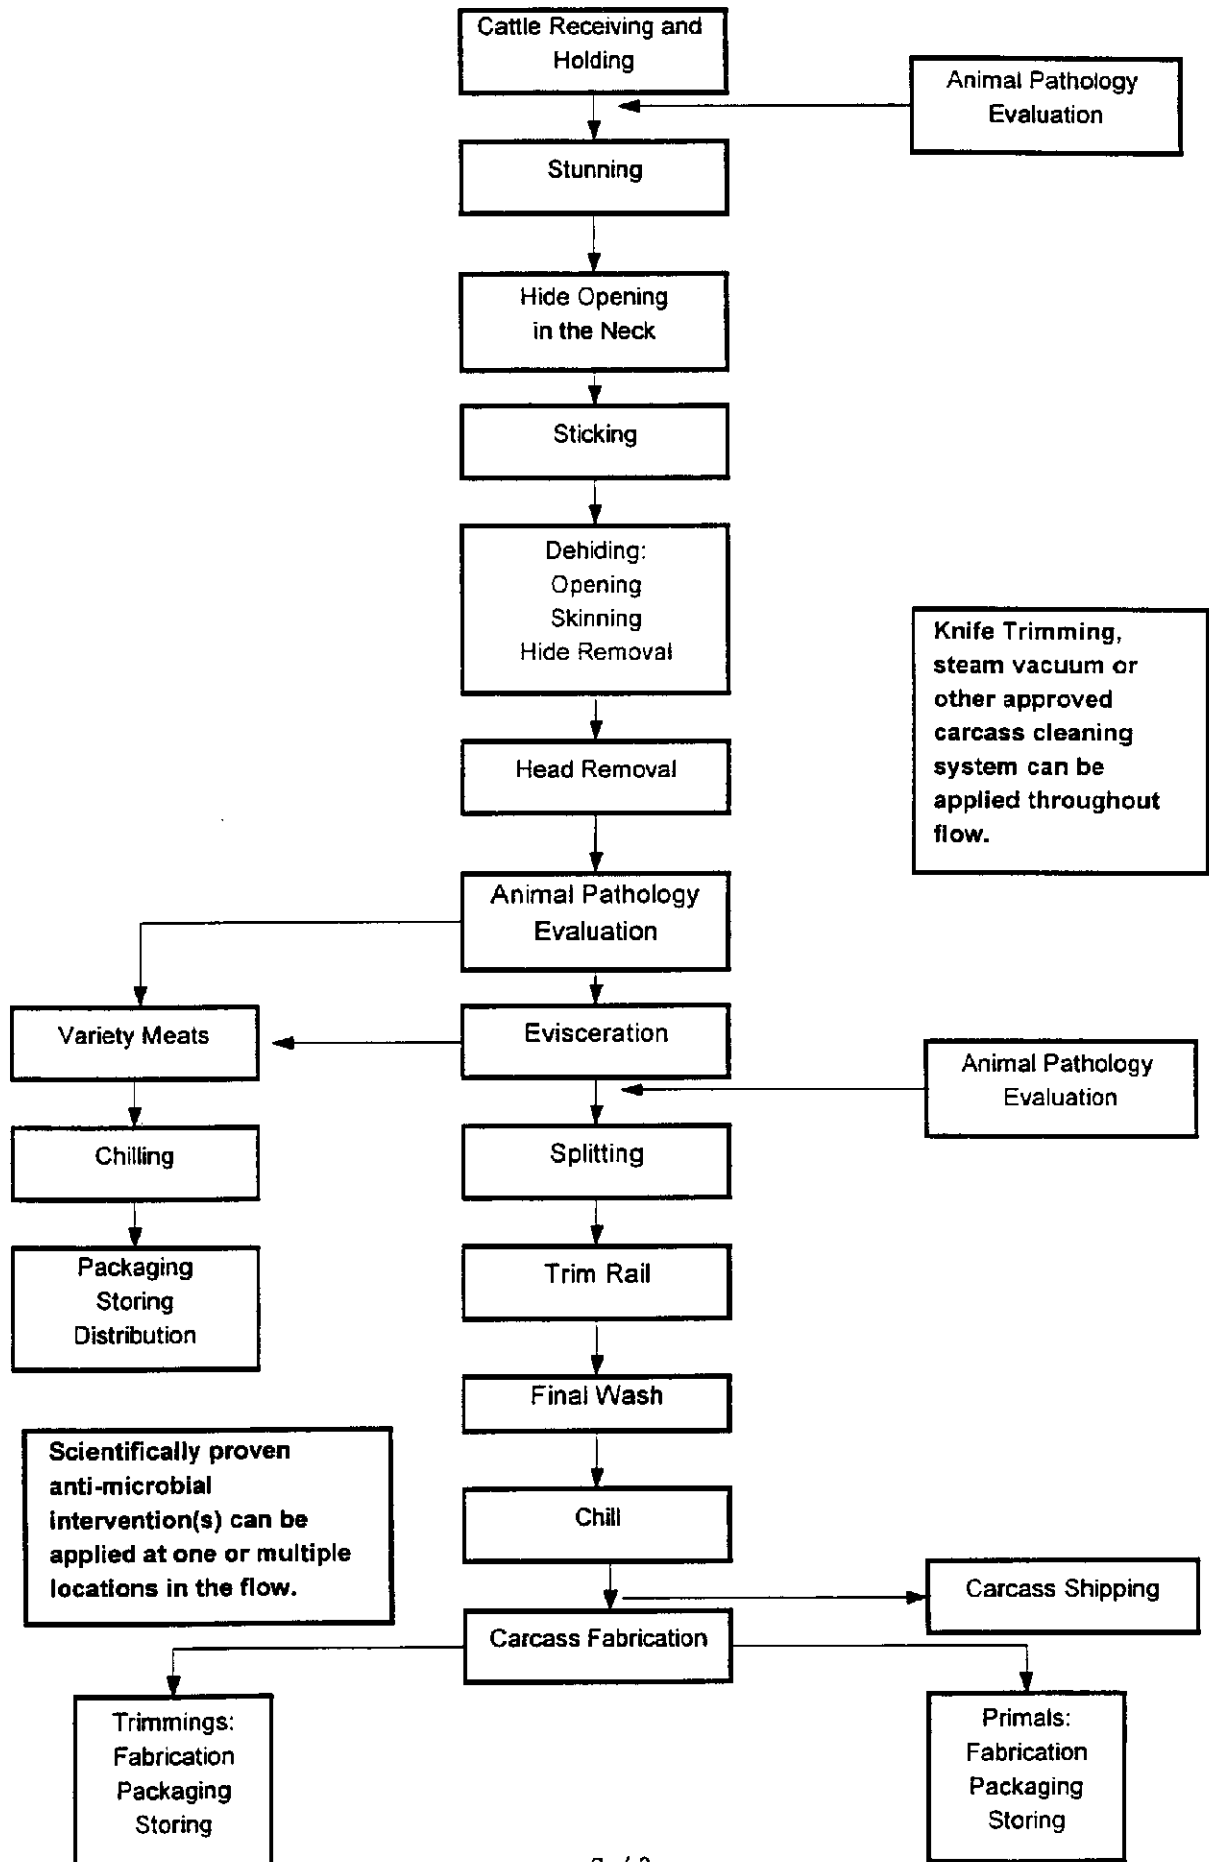 Cattle Receiving and
Holding
Animal Pathology
Evaluation
Stunning
Hide Opening
in the Neck
Sticking
Dehiding:
Opening
Skinning
Hide Removal
Knife Trimming,
steam vacuum or
other approved
carcass cleaning
system can be
applied throughout
flow.
Head Removal
Animal Pathology
Evaluation
Variety Meats
Evisceration
Animal Pathology
Evaluation
Chilling
Splitting
Packaging
Storing
Distribution
Trim Rail
Final Wash
Scientifically proven
anti-microbial
intervention(s) can be
applied at one or multiple
locations in the flow.
Chill
Carcass Shipping
Carcass Fabrication
Trimmings:
Fabrication
Packaging
Storing
Primals:
Fabrication
Packaging
Storing